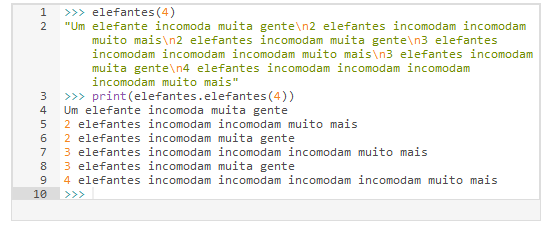 1 >>> elefantes(4)
2 "Um elefante incomoda muita gente\n2 elefantes incomodam incomodam
muito mais\n2 elefantes incomodam muita gente\n3 elefantes
incomodam incomodam incomodam muito mais\n3 elefantes incomodam
muita gente\n4 elefantes incomodam incomodam incomodam
incomodam muito mais"
3 >>> print(elefantes.elefantes(4))
4 Um elefante incomoda muita gente
5 2 elefantes incomodam incomodam muito mais
6 2 elefantes incomodam muita gente
7 3 elefantes incomodam incomodam incomodam muito mais
8 3 elefantes incomodam muita gente
9 4 elefantes incomodam incomodam incomodam incomodam muito mais
10 >>>